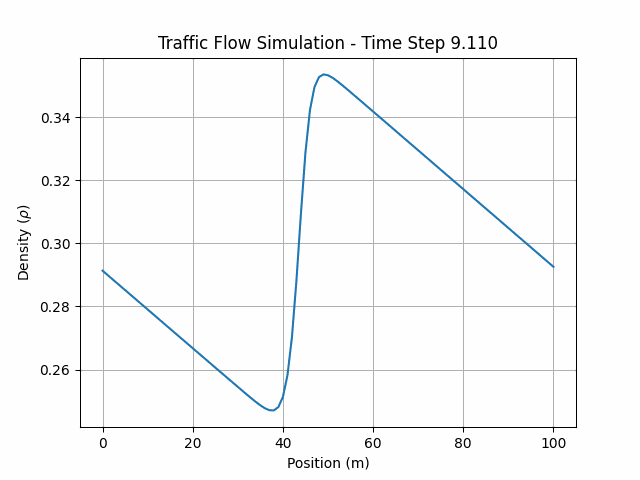 Traffic Flow Simulation - Time Step 9.110
Density (ρ)
0.34
0.32
0.30
0.28
0.26
0 20 40 60 80 100
Position (m)